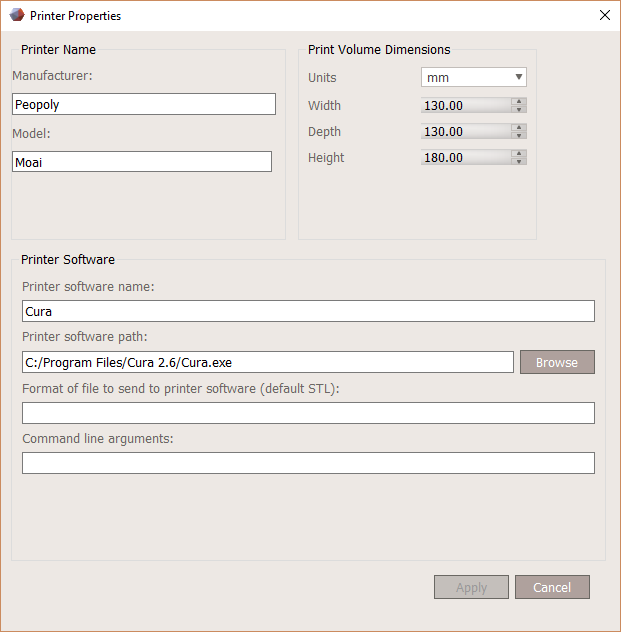 Printer Properties
Printer Name
Manufacturer:
Peopoly
Model:
Moai
Print Volume Dimensions
Units mm
Width 130.00
Depth 130.00
Height 180.00
Printer Software
Printer software name:
Cura
Printer software path:
C:/Program Files/Cura 2.6/Cura.exe Browse
Format of file to send to printer software (default STL):
Command line arguments:
Apply Cancel